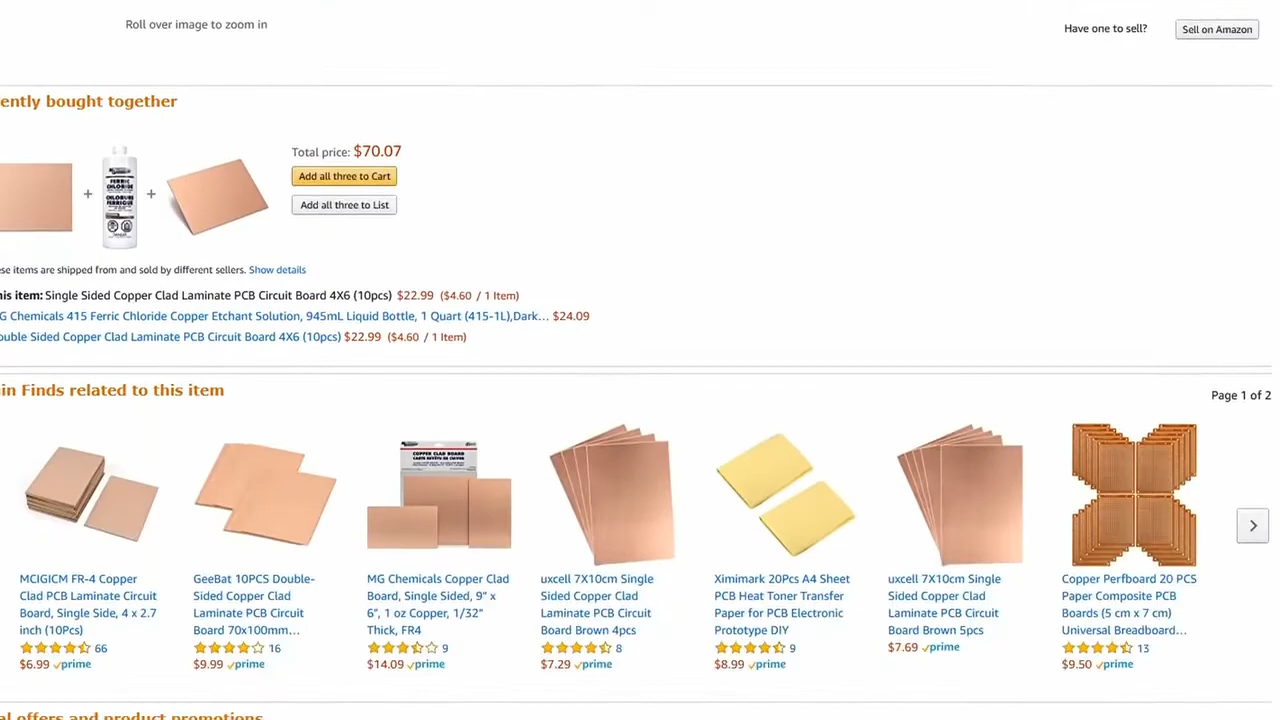 Roll over image to zoom in
Have one to sell?
Sell on Amazon
ently bought together
Total price: $70.07
Add all three to Cart
Add all three to List
FERRIC
CHLORIDE
CHLORURE
FERRIQUE
+
+
ese items are shipped from and sold by different sellers. Show details
his item: Single Sided Copper Clad Laminate PCB Circuit Board 4X6 (10pcs) $22.99 ($4.60 / 1 Item)
G Chemicals 415 Ferric Chloride Copper Etchant Solution, 945mL Liquid Bottle, 1 Quart (415-1L),Dark... $24.09
ouble Sided Copper Clad Laminate PCB Circuit Board 4X6 (10pcs) $22.99 ($4.60 / 1 Item)
in Finds related to this item
Page 1 of 2
COPPER CLAD BOARD
MCIGICM FR-4 Copper
Clad PCB Laminate Circuit
Board, Single Side, 4 x 2.7
inch (10Pcs)
66
$6.99 prime
GeeBat 10PCS Double-
Sided Copper Clad
Laminate PCB Circuit
Board 70x100mm...
16
$9.99 prime
MG Chemicals Copper Clad
Board, Single Sided, 9" x
6", 1 oz Copper, 1/32"
Thick, FR4
9
$14.09 prime
uxcell 7X10cm Single
Sided Copper Clad
Laminate PCB Circuit
Board Brown 4pcs
8
$7.29 prime
Ximimark 20Pcs A4 Sheet
PCB Heat Toner Transfer
Paper for PCB Electronic
Prototype DIY
9
$8.99 prime
uxcell 7X10cm Single
Sided Copper Clad
Laminate PCB Circuit
Board Brown 5pcs
$7.69 prime
Copper Perfboard 20 PCS
Paper Composite PCB
Boards (5 cm x 7 cm)
Universal Breadboard...
13
$9.50 prime
al offers and product promotions